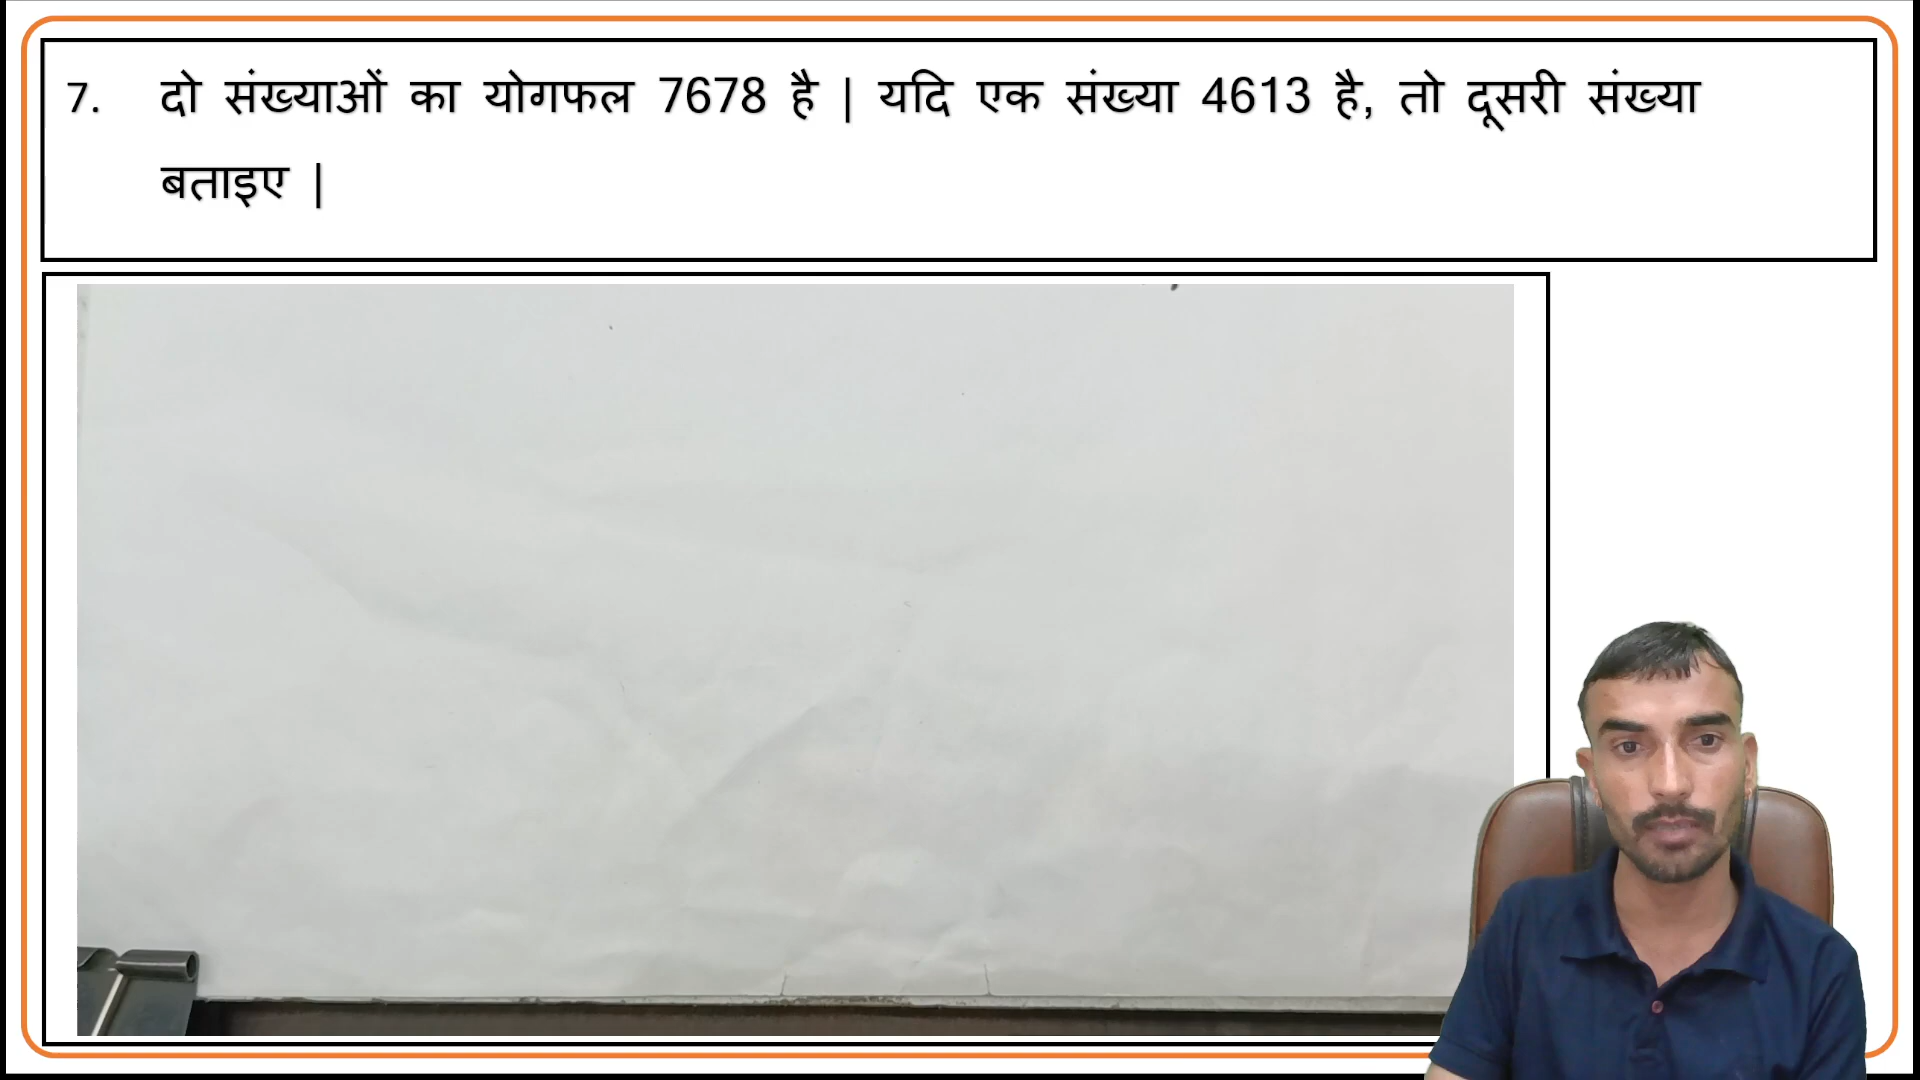 7. दो संख्याओं का योगफल 7678 है | यदि एक संख्या 4613 है, तो दूसरी संख्या
बताइए |